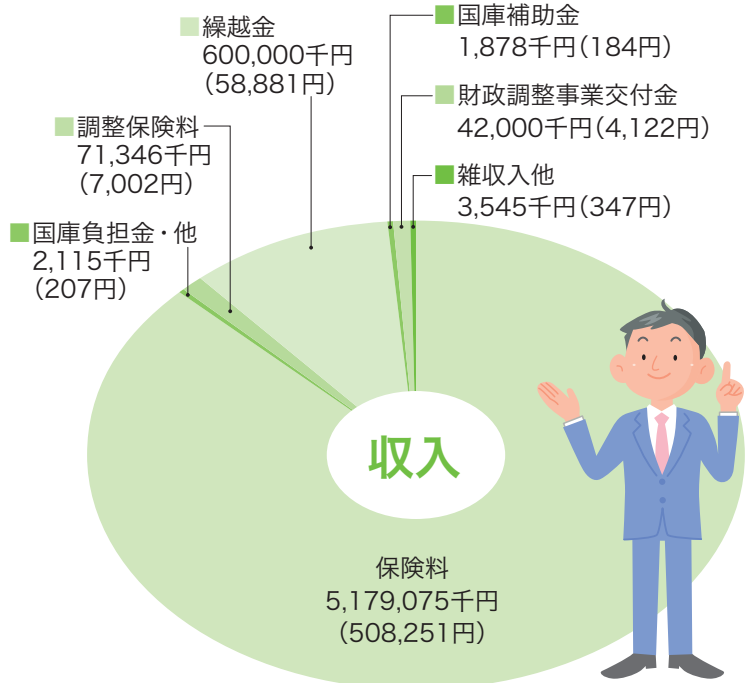 繰越金
600,000千円
(58,881円)
国庫補助金
1,878千円(184円)
財政調整事業交付金
42,000千円(4,122円)
調整保険料
71,346千円
(7,002円)
雑収入他
3,545千円(347円)
国庫負担金・他
2,115千円
(207円)
収入
保険料
5,179,075千円
(508,251円)